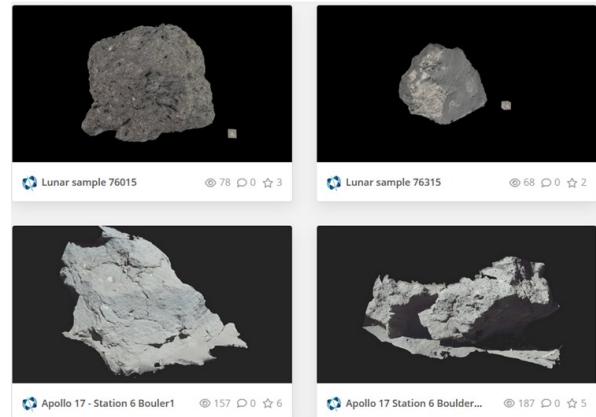 Lunar sample 76015 78 0 3
Lunar sample 76315 68 0 2
Apollo 17 - Station 6 Bouler1 157 0 6
Apollo 17 Station 6 Boulder... 187 0 5